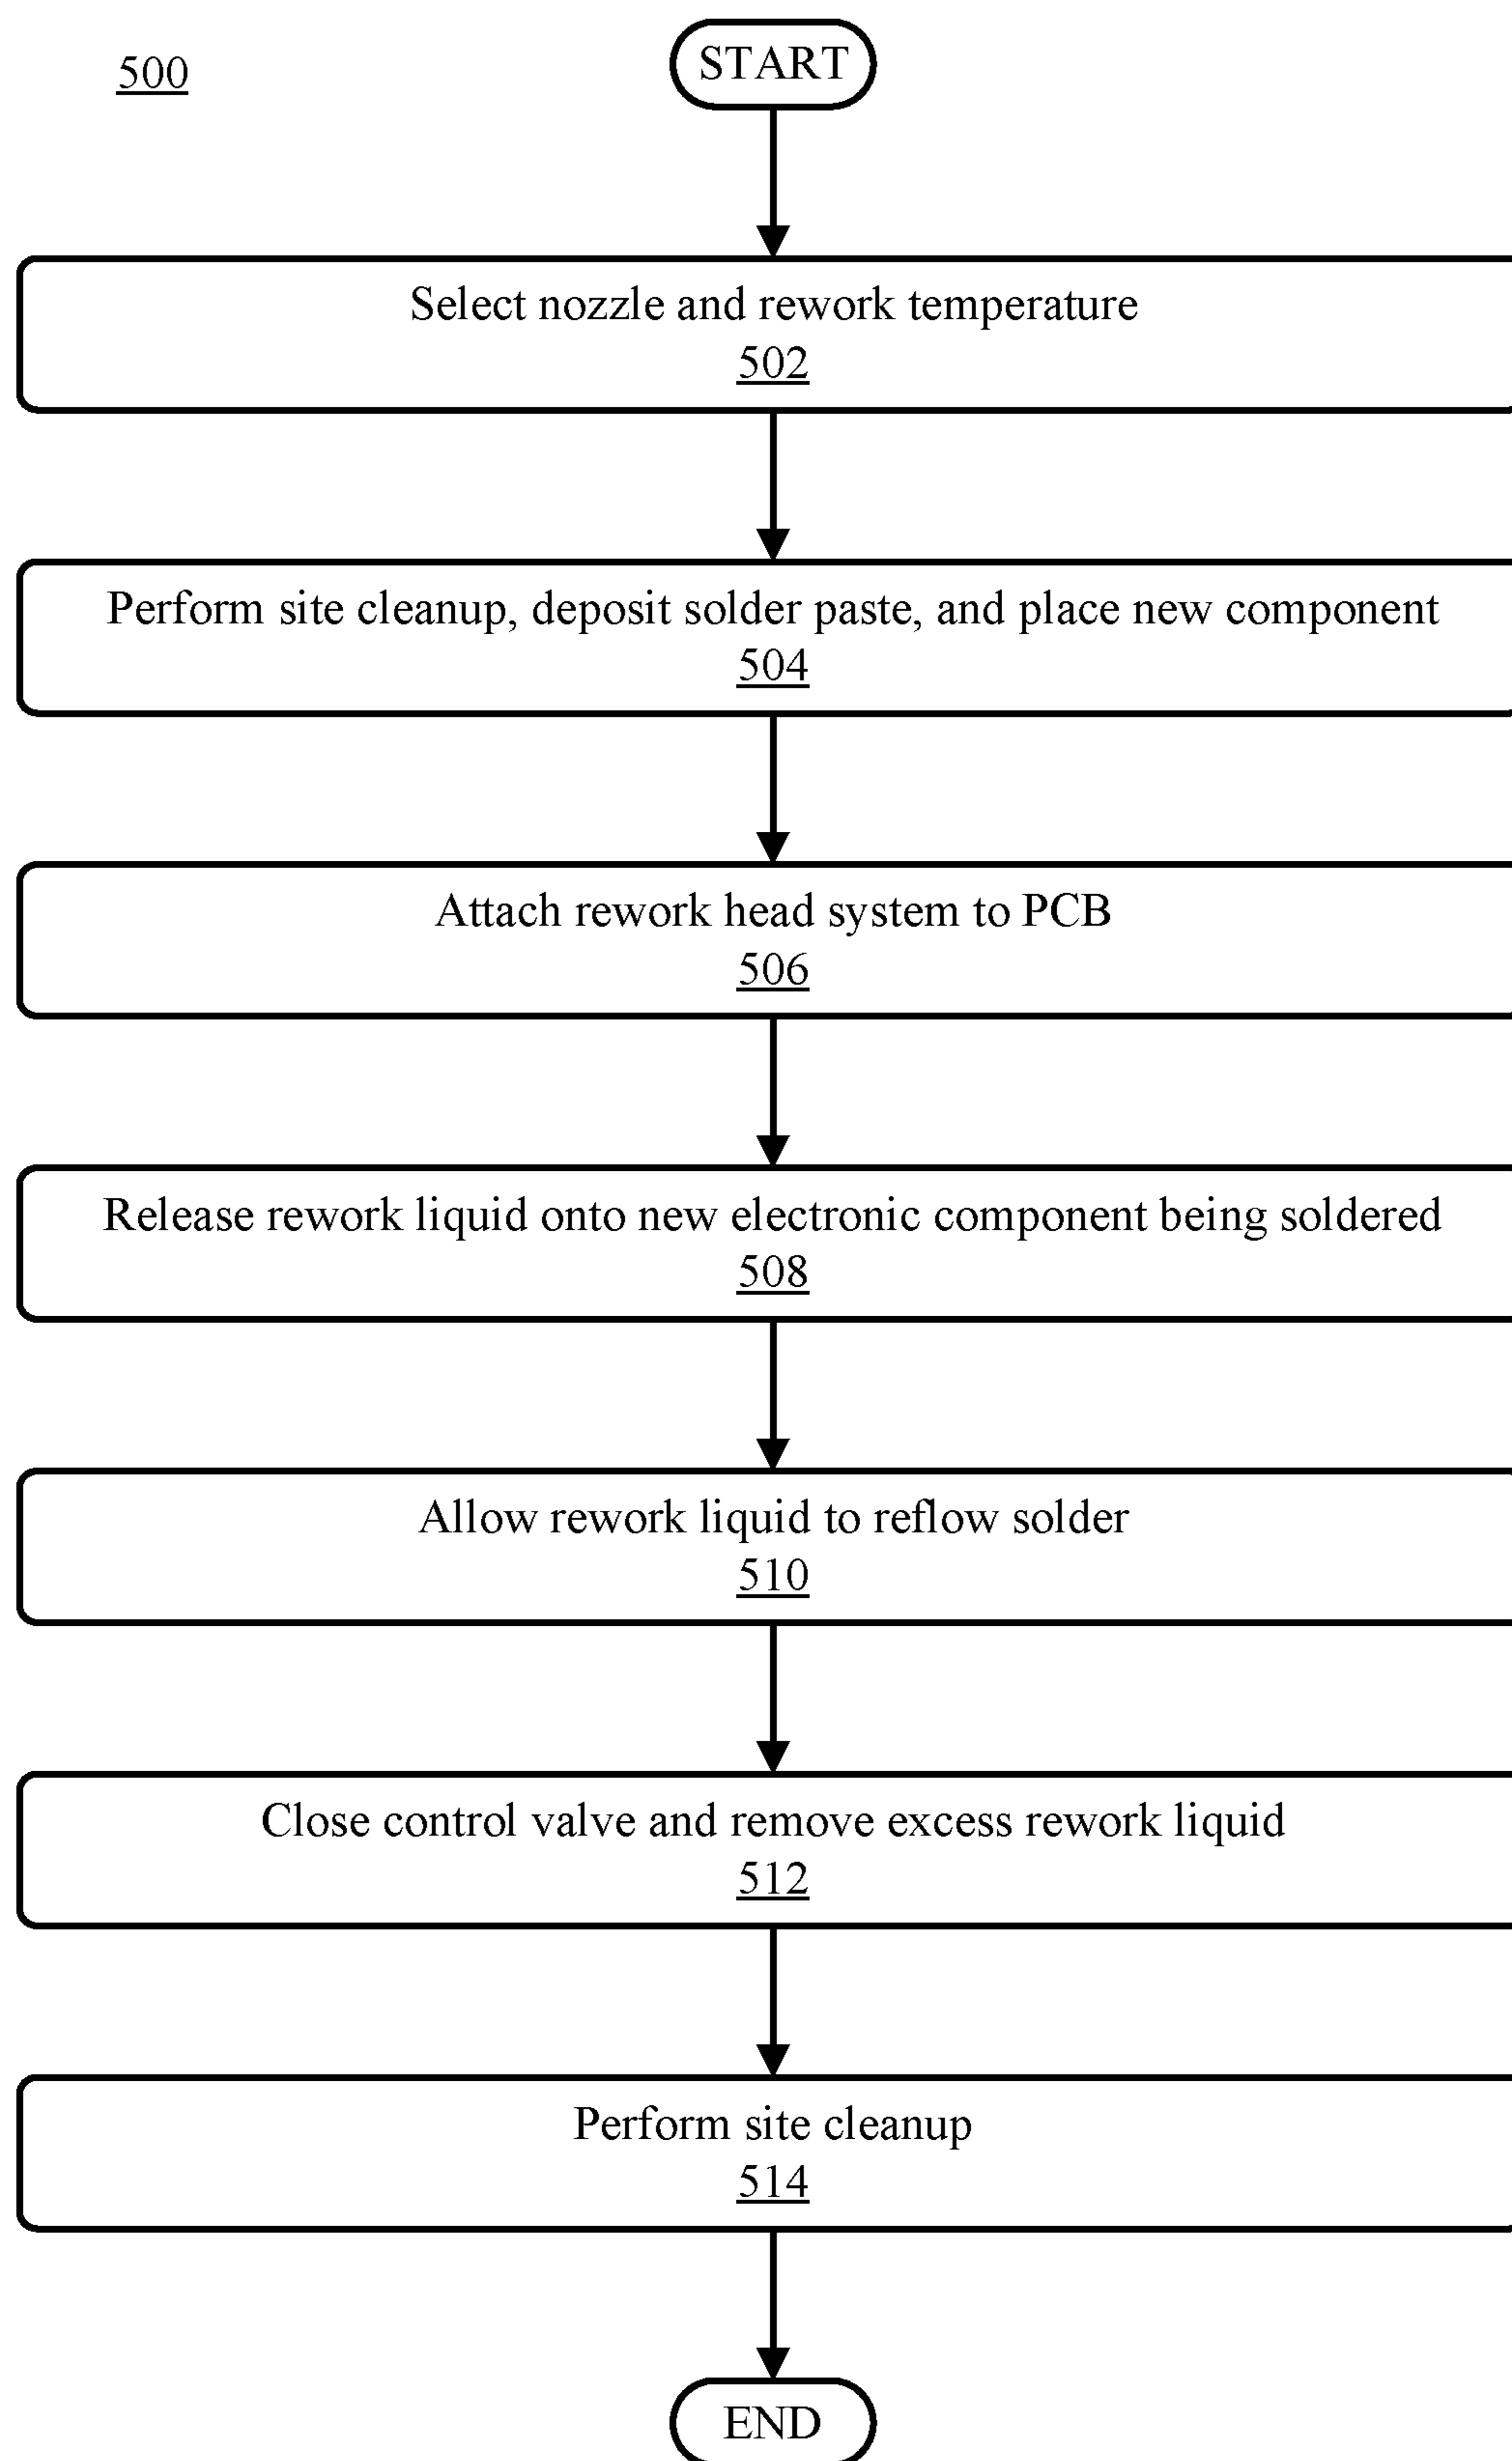 500
START
Select nozzle and rework temperature
502
Perform site cleanup, deposit solder paste, and place new component
504
Attach rework head system to PCB
506
Release rework liquid onto new electronic component being soldered
508
Allow rework liquid to reflow solder
510
Close control valve and remove excess rework liquid
512
Perform site cleanup
514
END